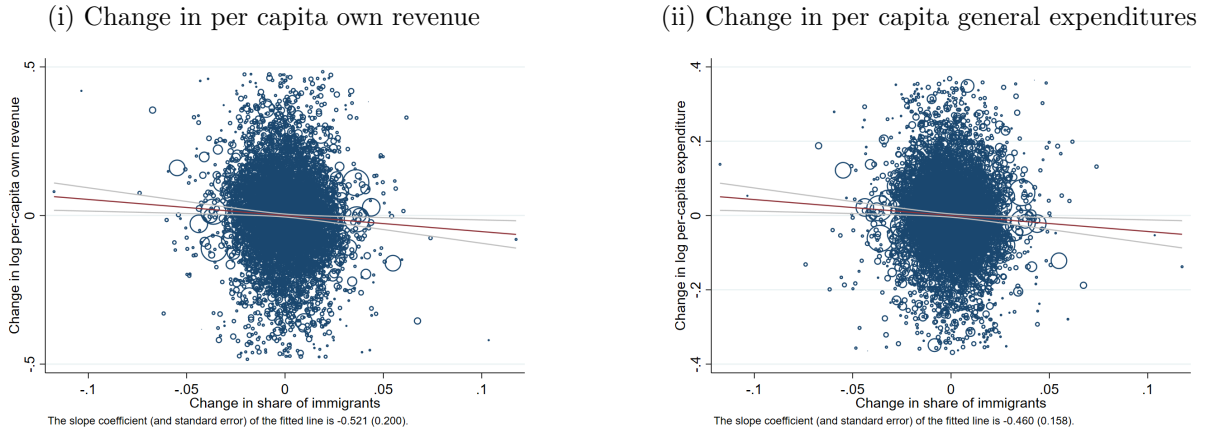 (i) Change in per capita own revenue
(ii) Change in per capita general expenditures
Change in log per-capita own revenue
.5
0
-.5
-.1
-.05
0
.05
.1
Change in share of immigrants
The slope coefficient (and standard error) of the fitted line is -0.521 (0.200).
Change in log per-capita expenditure
.4
.2
0
-.2
-.4
-.1
-.05
0
.05
.1
Change in share of immigrants
The slope coefficient (and standard error) of the fitted line is -0.460 (0.158).